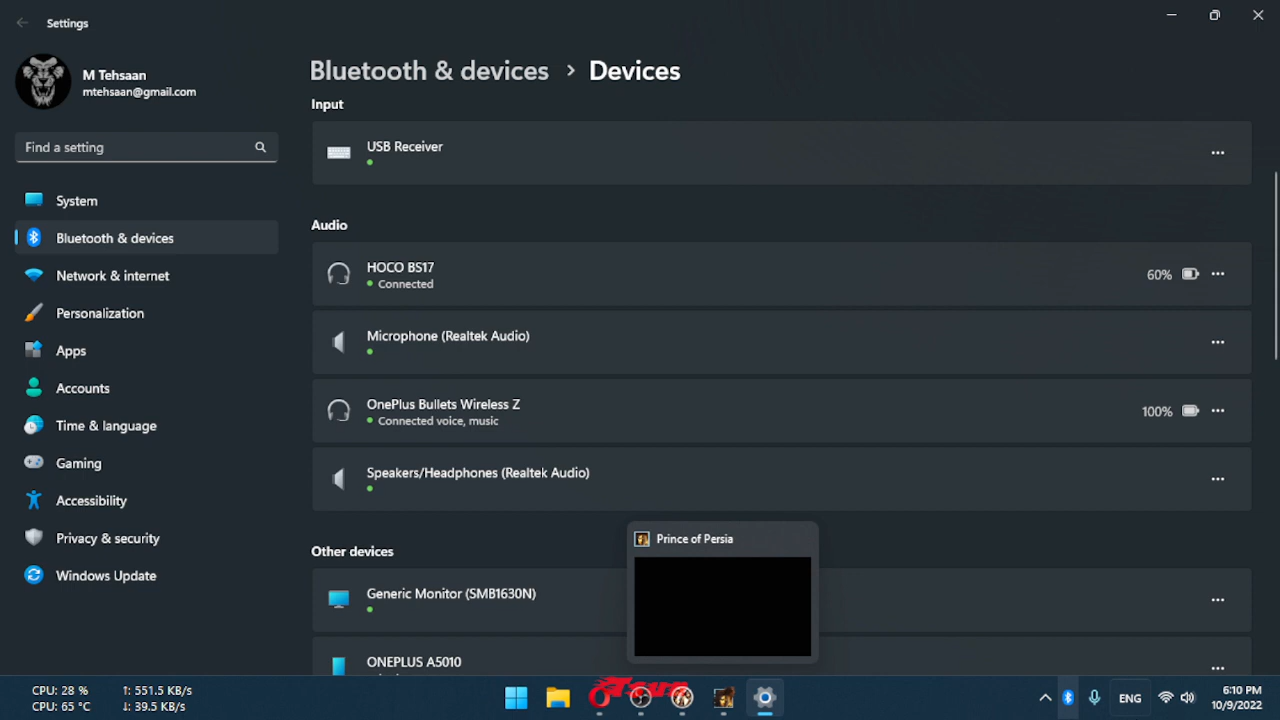 Settings
M Tehsaan
mtehsaan@gmail.com
Find a setting
System
Bluetooth & devices
Network & internet
Personalization
Apps
Accounts
Time & language
Gaming
Accessibility
Privacy & security
Windows Update
Bluetooth & devices > Devices
Input
USB Receiver
Audio
HOCO BS17
Connected
60%
Microphone (Realtek Audio)
OnePlus Bullets Wireless Z
Connected voice, music
100%
Speakers/Headphones (Realtek Audio)
Other devices
Generic Monitor (SMB1630N)
ONEPLUS A5010
Prince of Persia
CPU: 28 % ↑: 551.5 KB/s
CPU: 65 °C ↓: 39.5 KB/s
ENG
6:10 PM
10/9/2022